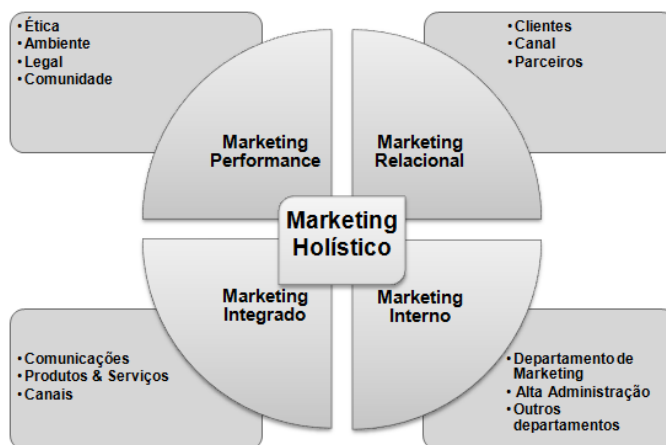 • Ética
• Ambiente
• Legal
• Comunidade
• Clientes
• Canal
• Parceiros
Marketing
Performance
Marketing
Relacional
Marketing
Holístico
Marketing
Integrado
Marketing
Interno
• Comunicações
• Produtos & Serviços
• Canais
• Departamento de
Marketing
• Alta Administração
• Outros
departamentos